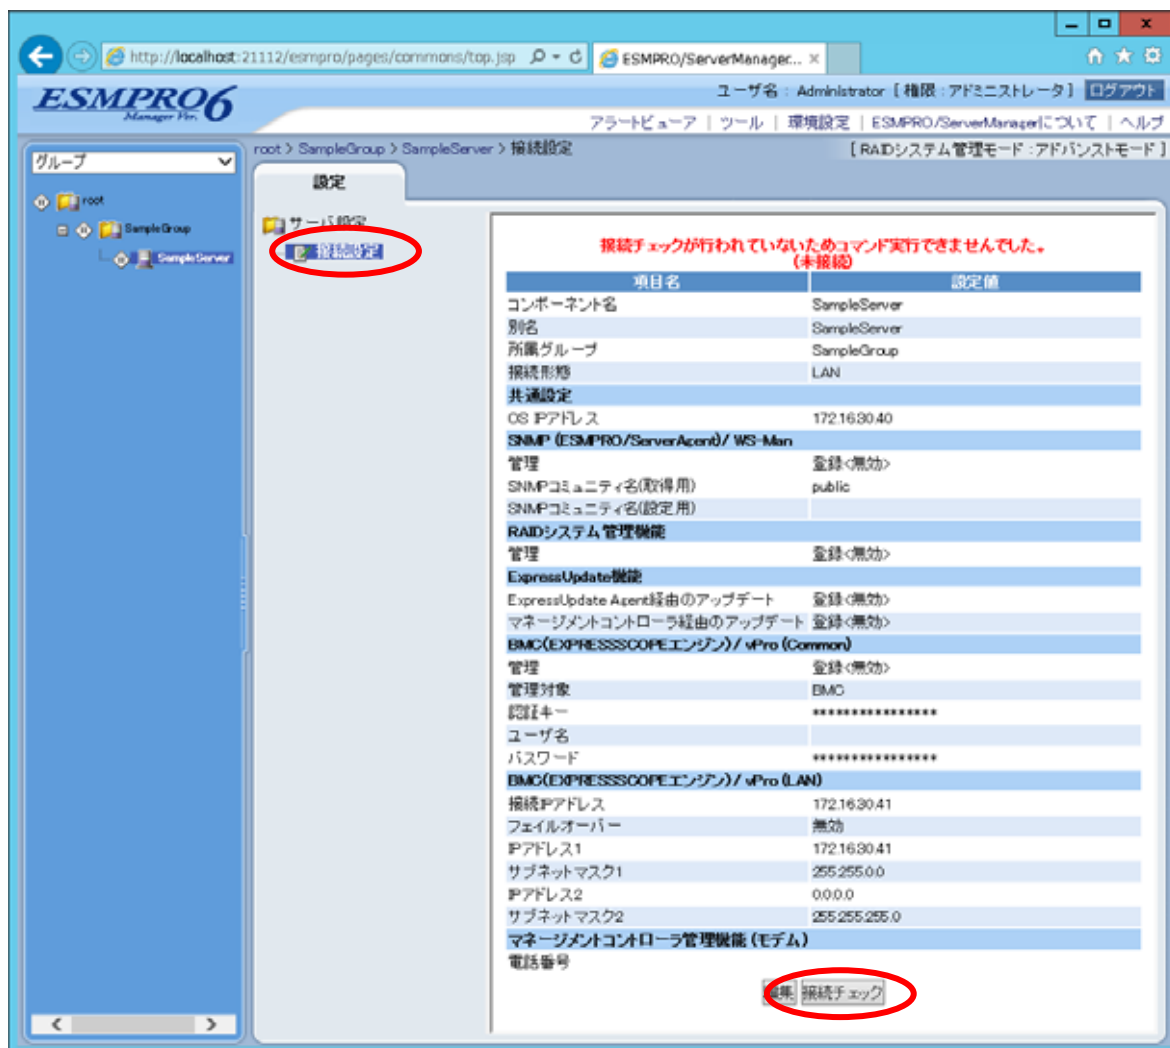 http://localhost:21112/esmpro/pages/commons/top.jsp
ESMPRO/ServerManager... ×
ESMPRO6
Manager Ver.
ユーザ名 : Administrator [ 権限 : アドミニストレータ ] ログアウト
アラートビューア | ツール | 環境設定 | ESMPRO/ServerManagerについて | ヘルプ
グループ
root > SampleGroup > SampleServer > 接続設定
[ RAIDシステム管理モード : アドバンストモード ]
設定
root
SampleGroup
SampleServer
サーバ設定
接続設定
接続チェックが行われていないためコマンド実行できませんでした。
(未接続)
項目名 設定値
コンポーネント名 SampleServer
別名 SampleServer
所属グループ SampleGroup
接続形態 LAN
共通設定
OS IPアドレス 172.16.30.40
SNMP (ESMPRO/ServerAgent)/ WS-Man
管理 登録<無効>
SNMPコミュニティ名(取得用) public
SNMPコミュニティ名(設定用)
RAIDシステム管理機能
管理 登録<無効>
ExpressUpdate機能
ExpressUpdate Agent経由のアップデート 登録<無効>
マネージメントコントローラ経由のアップデート 登録<無効>
BMC(EXPRESSSCOPEエンジン)/ vPro (Common)
管理 登録<無効>
管理対象 BMC
認証キー ****************
ユーザ名
パスワード ****************
BMC(EXPRESSSCOPEエンジン)/ vPro (LAN)
接続IPアドレス 172.16.30.41
フェイルオーバー 無効
IPアドレス1 172.16.30.41
サブネットマスク1 255.255.0.0
IPアドレス2 0.0.0.0
サブネットマスク2 255.255.255.0
マネージメントコントローラ管理機能 (モデム)
電話番号
編集 接続チェック